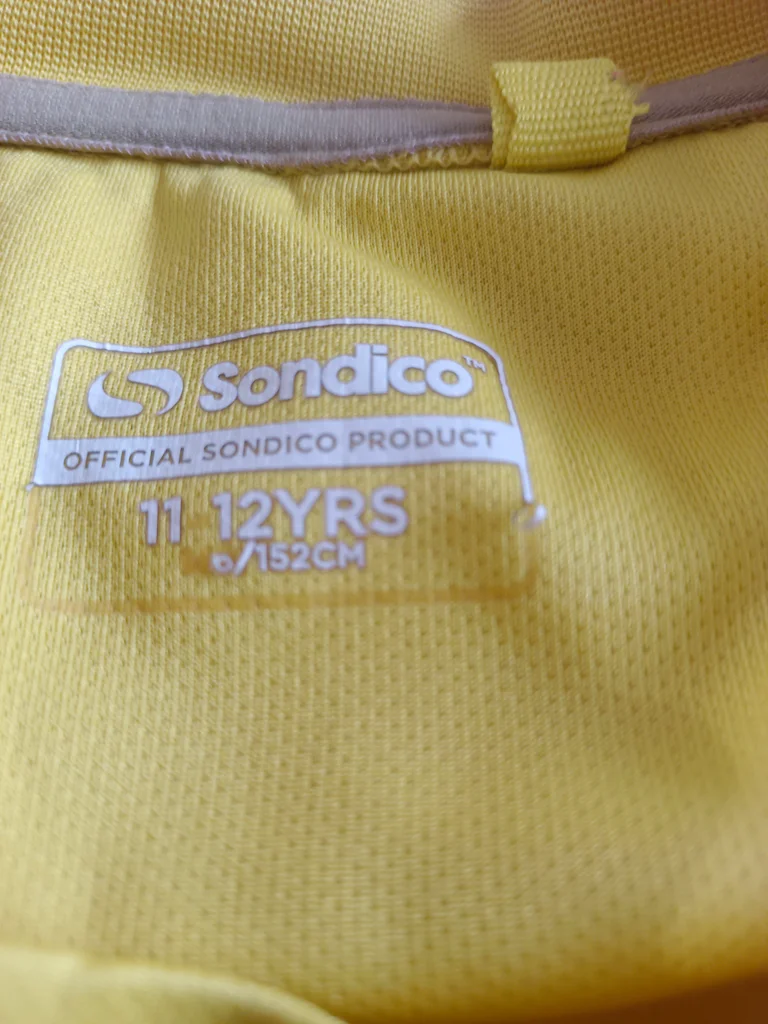 Sondico™
OFFICIAL SONDICO PRODUCT
11 12YRS
/152CM